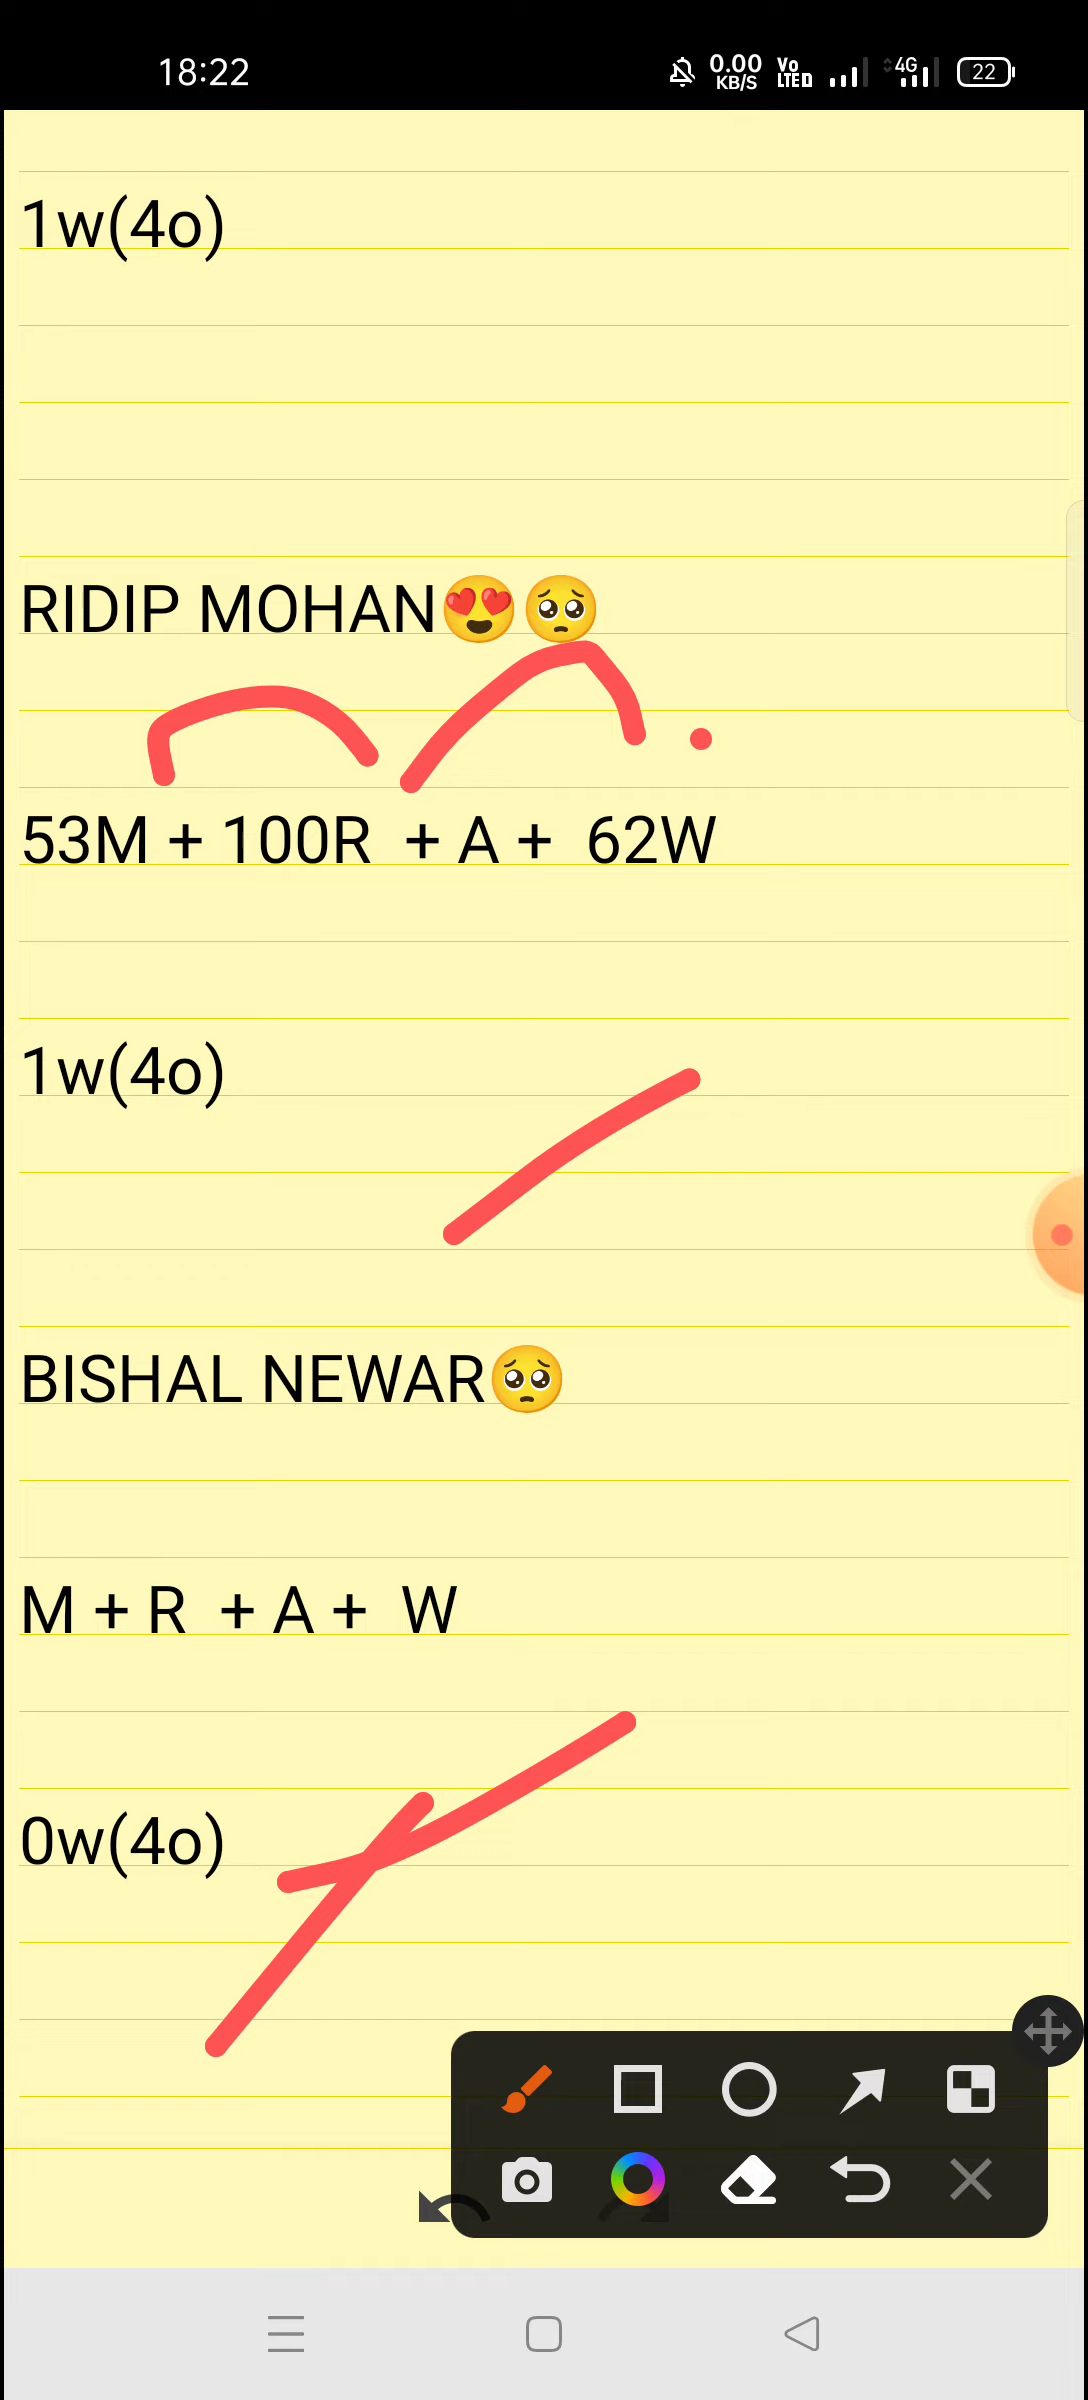 18:22 0.00 KB/S Vo LTE 4G 22
1w(4o)
RIDIP MOHAN😍🥺
53M + 100R + A + 62W
1w(4o)
BISHAL NEWAR🥺
M + R + A + W
0w(4o)